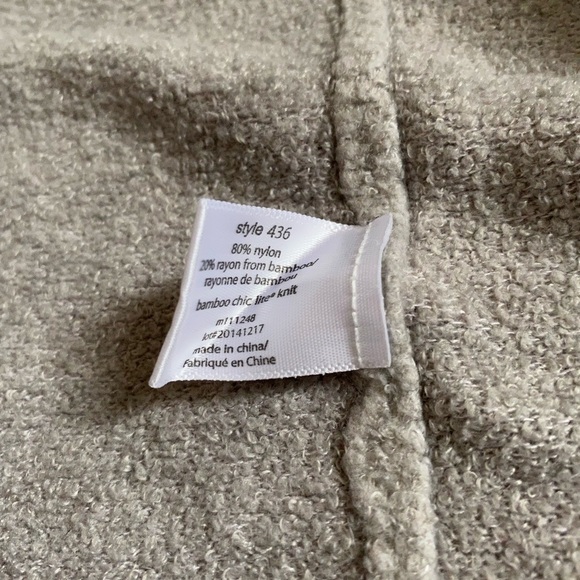 style 436
80% nylon
20% rayon from bamboo/
rayonne de bambou
bamboo chic lite® knit
m111248
lot#20141217
made in china/
Fabriqué en Chine